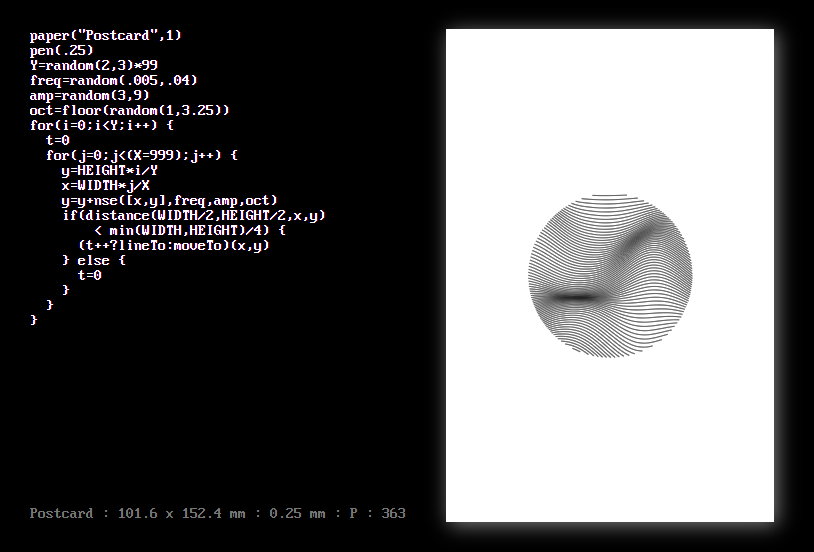 paper("Postcard",1)
pen(.25)
Y=random(2,3)*99
freq=random(.005,.04)
amp=random(3,9)
oct=floor(random(1,3.25))
for(i=0;i<Y;i++) {
  t=0
  for(j=0;j<(X=999);j++) {
    y=HEIGHT*i/Y
    x=WIDTH*j/X
    y=y+nse([x,y],freq,amp,oct)
    if(distance(WIDTH/2,HEIGHT/2,x,y)
        < min(WIDTH,HEIGHT)/4) {
      (t++?lineTo:moveTo)(x,y)
    } else {
      t=0
    }
  }
}
Postcard : 101.6 x 152.4 mm : 0.25 mm : P : 363